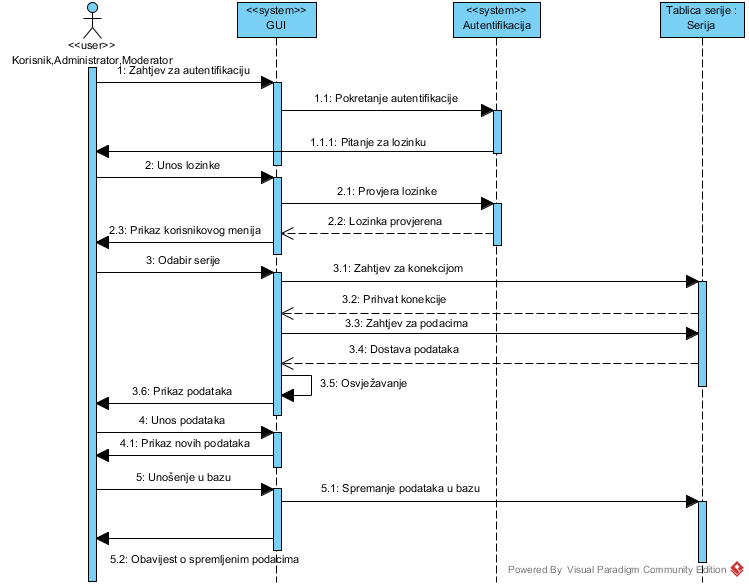 <<system>>
GUI
<<system>>
Autentifikacija
Tablica serije :
Serija
<<user>>
Korisnik,Administrator,Moderator
1: Zahtjev za autentifikaciju
1.1: Pokretanje autentifikacije
1.1.1: Pitanje za lozinku
2: Unos lozinke
2.1: Provjera lozinke
2.2: Lozinka provjerena
2.3: Prikaz korisnikovog menija
3: Odabir serije
3.1: Zahtjev za konekcijom
3.2: Prihvat konekcije
3.3: Zahtjev za podacima
3.4: Dostava podataka
3.5: Osvježavanje
3.6: Prikaz podataka
4: Unos podataka
4.1: Prikaz novih podataka
5: Unošenje u bazu
5.1: Spremanje podataka u bazu
5.2: Obavijest o spremljenim podacima
Powered By Visual Paradigm Community Edition